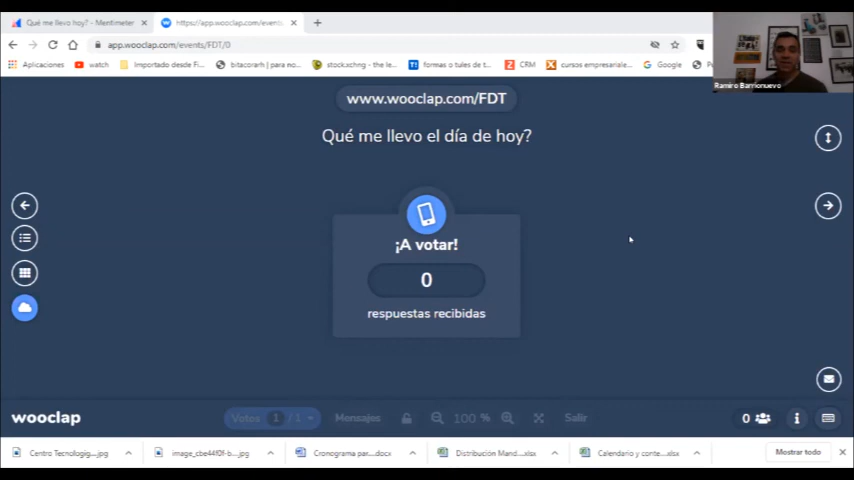 Qué me llevo hoy? - Mentimeter
https://app.wooclap.com/events/
app.wooclap.com/events/FDT/0
Aplicaciones
watch
Importado desde Fi...
bitacorarh | para no...
stock.xchng - the le...
formas o tules de t...
CRM
cursos empresariale...
Google
Ramiro Barrionuevo
www.wooclap.com/FDT
Qué me llevo el día de hoy?
¡A votar!
0
respuestas recibidas
wooclap
Votos 1 / 1
Mensajes
100 %
Salir
0
Centro Tecnologig....jpg
image_cbe44f0f-b....jpg
Cronograma par....docx
Distribución Mand....xlsx
Calendario y conte....xlsx
Mostrar todo